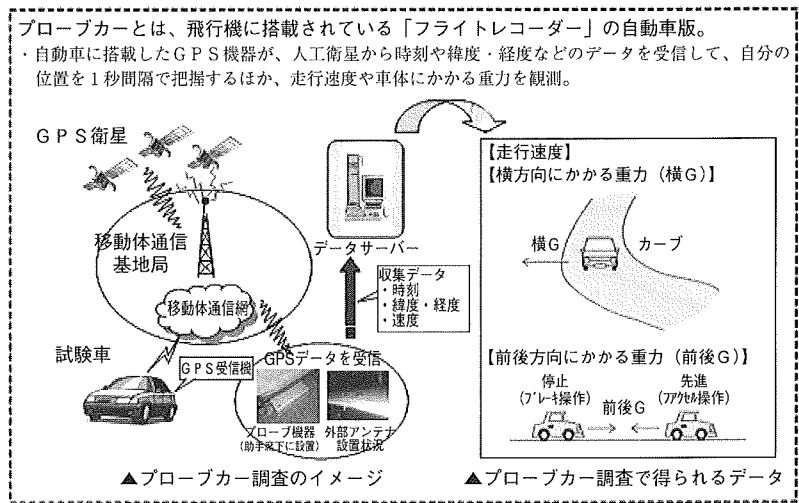 プローブカーとは、飛行機に搭載されている「フライトレコーダー」の自動車版。
・自動車に搭載したGPS機器が、人工衛星から時刻や緯度・経度などのデータを受信して、自分の
位置を1秒間隔で把握するほか、走行速度や車体にかかる重力を観測。
GPS衛星
移動体通信
基地局
移動体通信網
試験車
GPS受信機
データサーバー
収集データ
・時刻
・緯度・経度
・速度
GPSデータを受信
プローブ機器
(助手席下に設置)
外部アンテナ
設置状況
▲プローブカー調査のイメージ
【走行速度】
【横方向にかかる重力(横G)】
横G
カーブ
【前後方向にかかる重力(前後G)】
停止
(ブレーキ操作)
前後G
先進
(アクセル操作)
▲プローブカー調査で得られるデータ